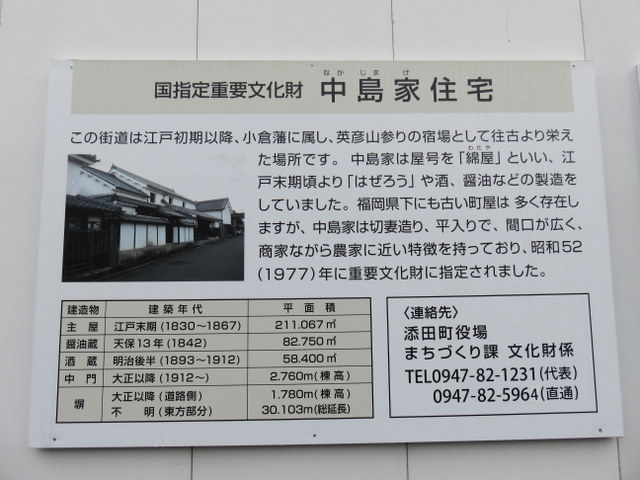 なか じま け
国指定重要文化財 中島家住宅
この街道は江戸初期以降、小倉藩に属し、英彦山参りの宿場として往古より栄え
わたや
た場所です。中島家は屋号を「綿屋」といい、江
戸末期頃より「はぜろう」や酒、醤油などの製造を
していました。福岡県下にも古い町屋は多く存在し
ますが、中島家は切妻造り、平入りで、間口が広く、
商家ながら農家に近い特徴を持っており、昭和52
(1977)年に重要文化財に指定されました。
建造物 建築年代 平面積
主屋 江戸末期(1830〜1867) 211.067㎡
醤油蔵 天保13年(1842) 82.750㎡
酒蔵 明治後半(1893〜1912) 58.400㎡
中門 大正以降(1912〜) 2.760m(棟高)
塀 大正以降(道路側) 1.780m(棟高)
不明(東方部分) 30.103m(総延長)
〈連絡先〉
添田町役場
まちづくり課 文化財係
TEL0947-82-1231(代表)
0947-82-5964(直通)